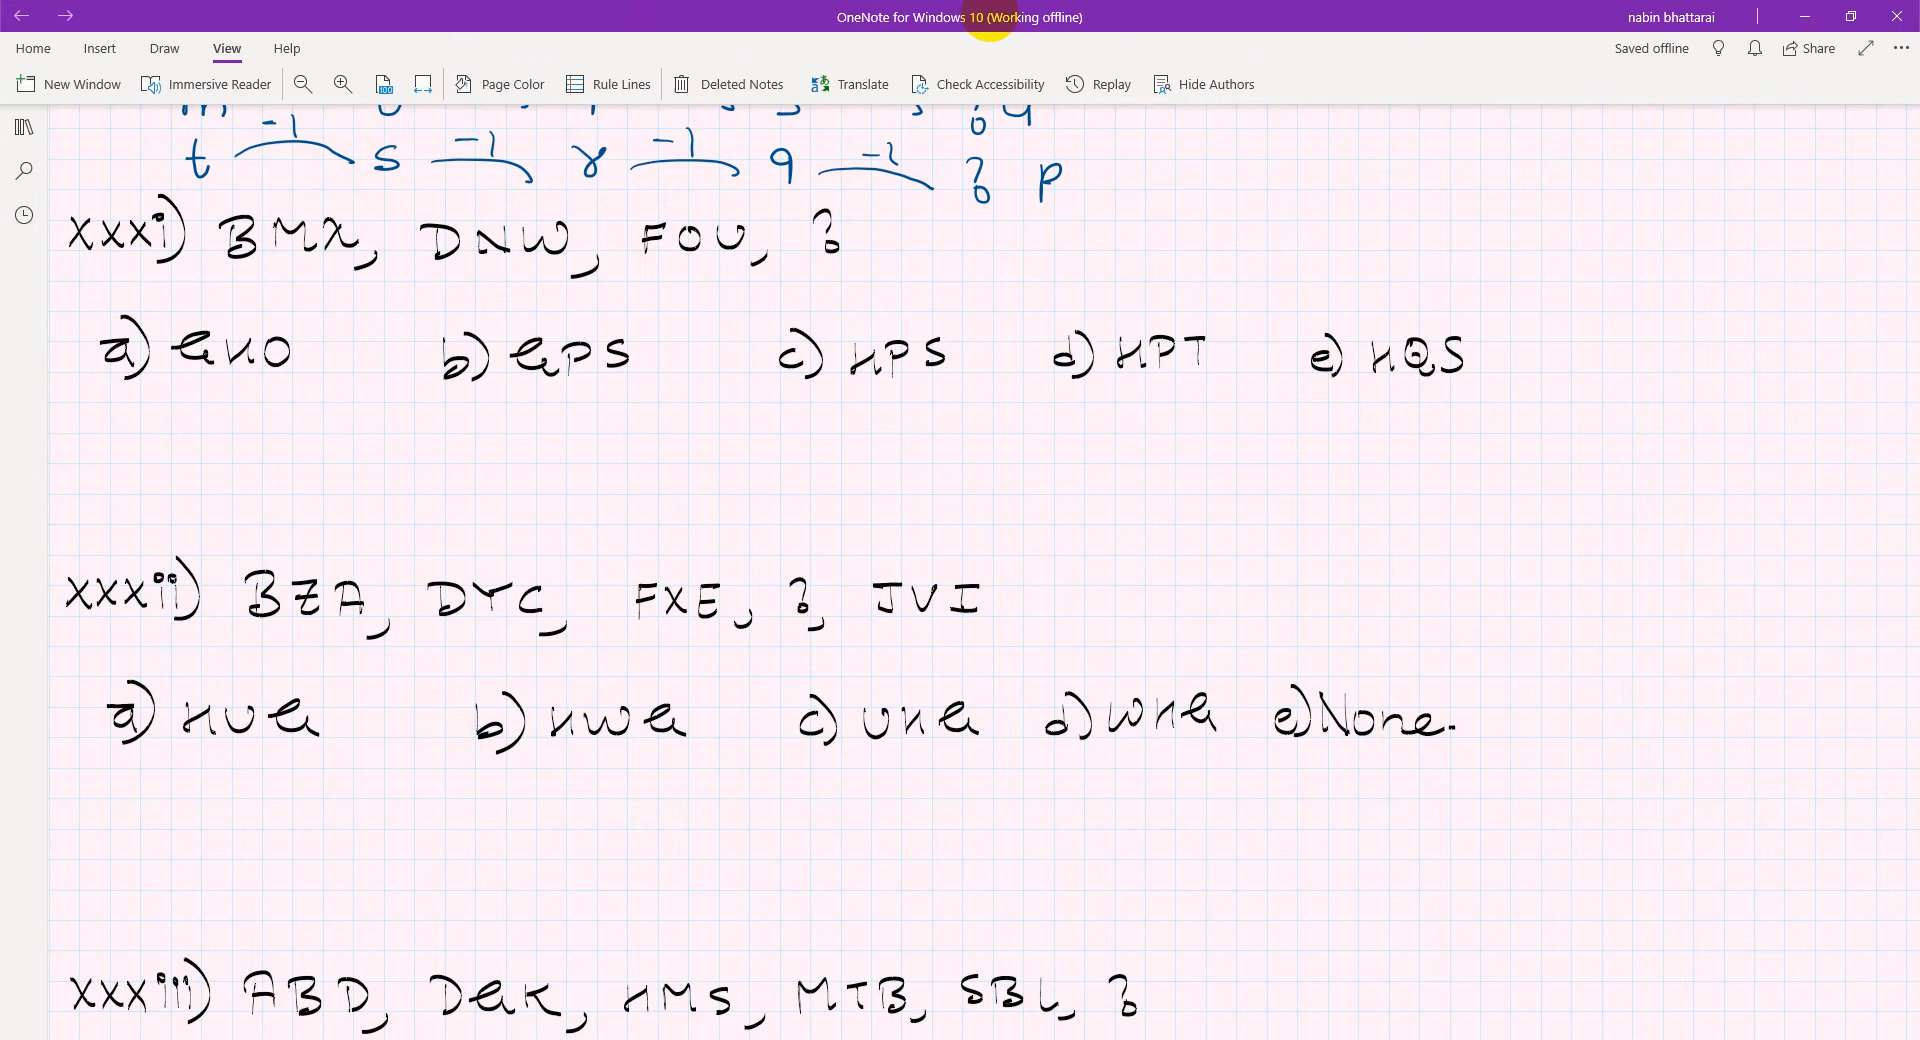 OneNote for Windows 10 (Working offline)
nabin bhattarai
Home Insert Draw View Help
Saved offline Share
New Window Immersive Reader 100 Page Color Rule Lines Deleted Notes Translate Check Accessibility Replay Hide Authors
-1
t s -1 r -1 q -1 ? p
xxxi) BMX, DNW, FOU, ?
a) GHO b) GPS c) HPS d) HPT e) HQS
xxxii) BZA, DYC, FXE, ?, JVI
a) HUG b) HWG c) UHG d) WHG e) None.
xxxiii) ABD, DGK, HMS, MTB, SBL, ?